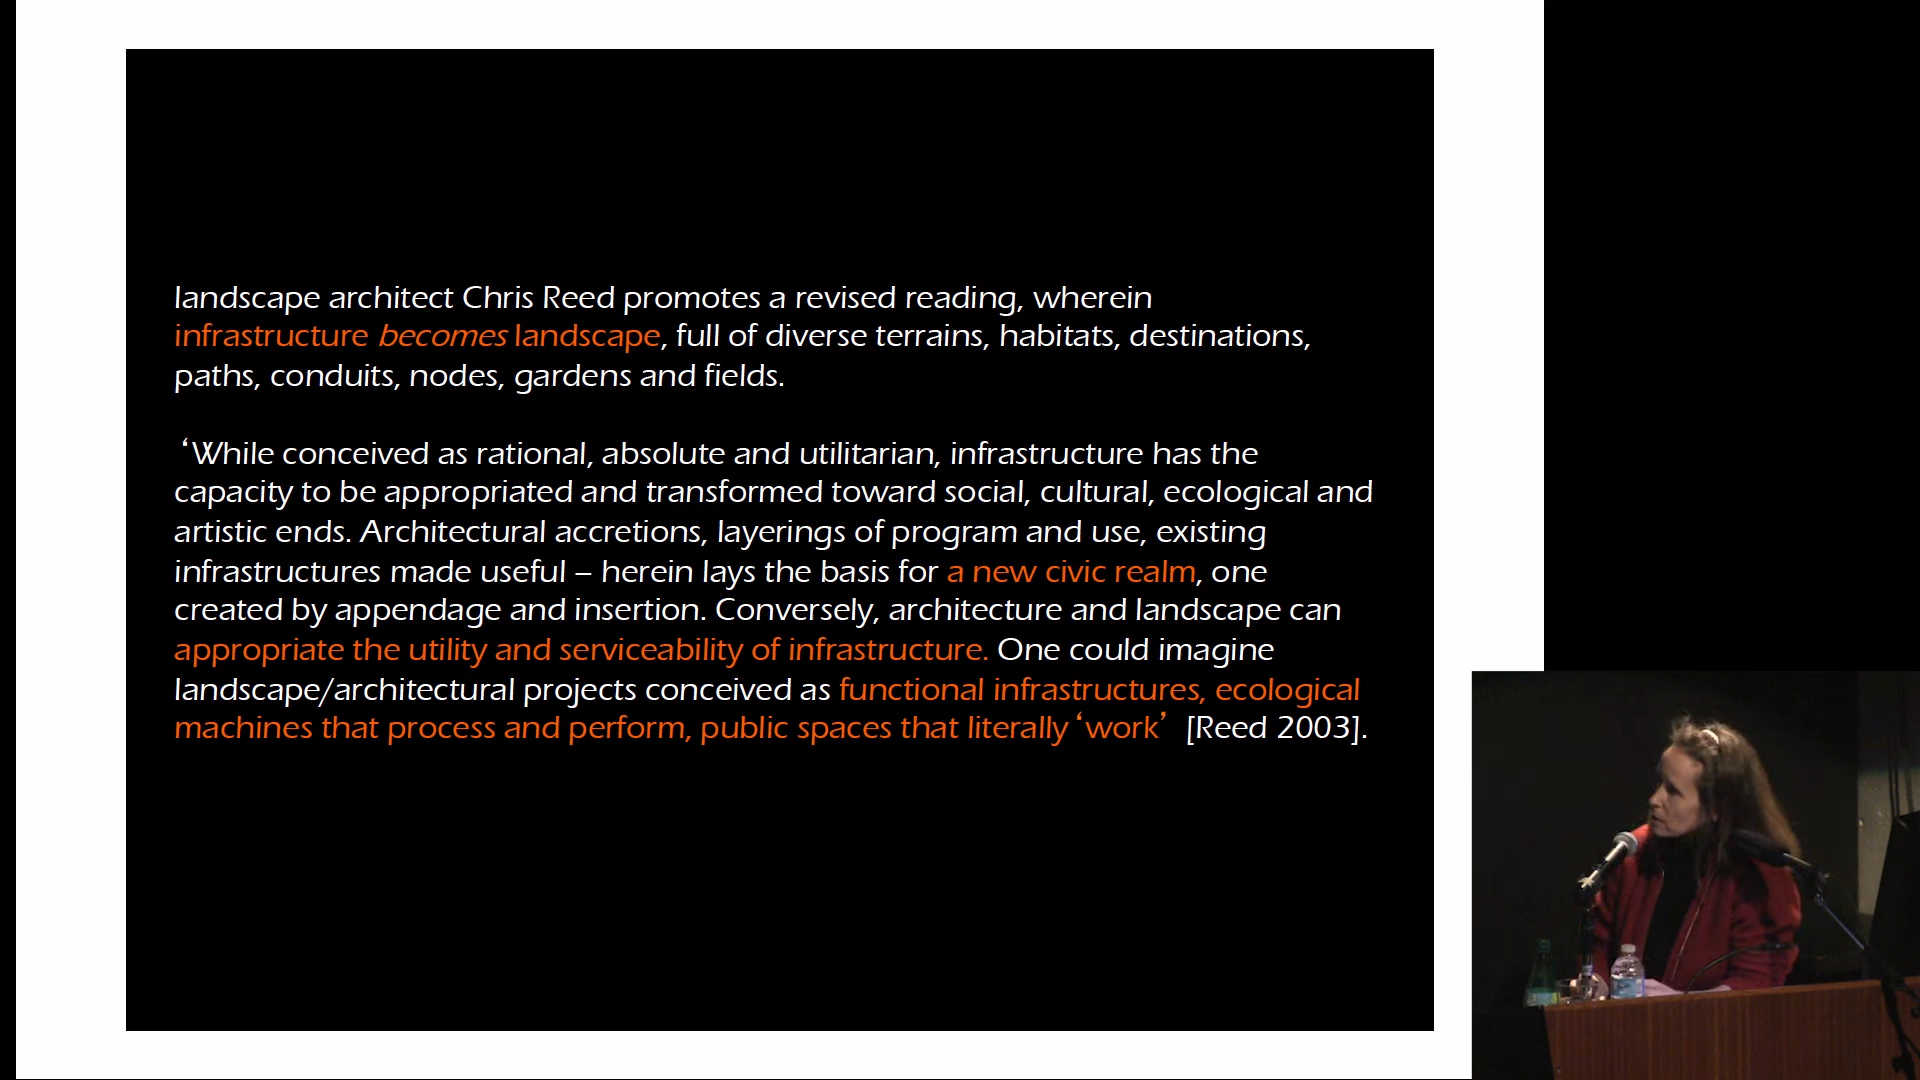 landscape architect Chris Reed promotes a revised reading, wherein
infrastructure becomes landscape, full of diverse terrains, habitats, destinations,
paths, conduits, nodes, gardens and fields.
‘While conceived as rational, absolute and utilitarian, infrastructure has the
capacity to be appropriated and transformed toward social, cultural, ecological and
artistic ends. Architectural accretions, layerings of program and use, existing
infrastructures made useful – herein lays the basis for a new civic realm, one
created by appendage and insertion. Conversely, architecture and landscape can
appropriate the utility and serviceability of infrastructure. One could imagine
landscape/architectural projects conceived as functional infrastructures, ecological
machines that process and perform, public spaces that literally ‘work’ [Reed 2003].